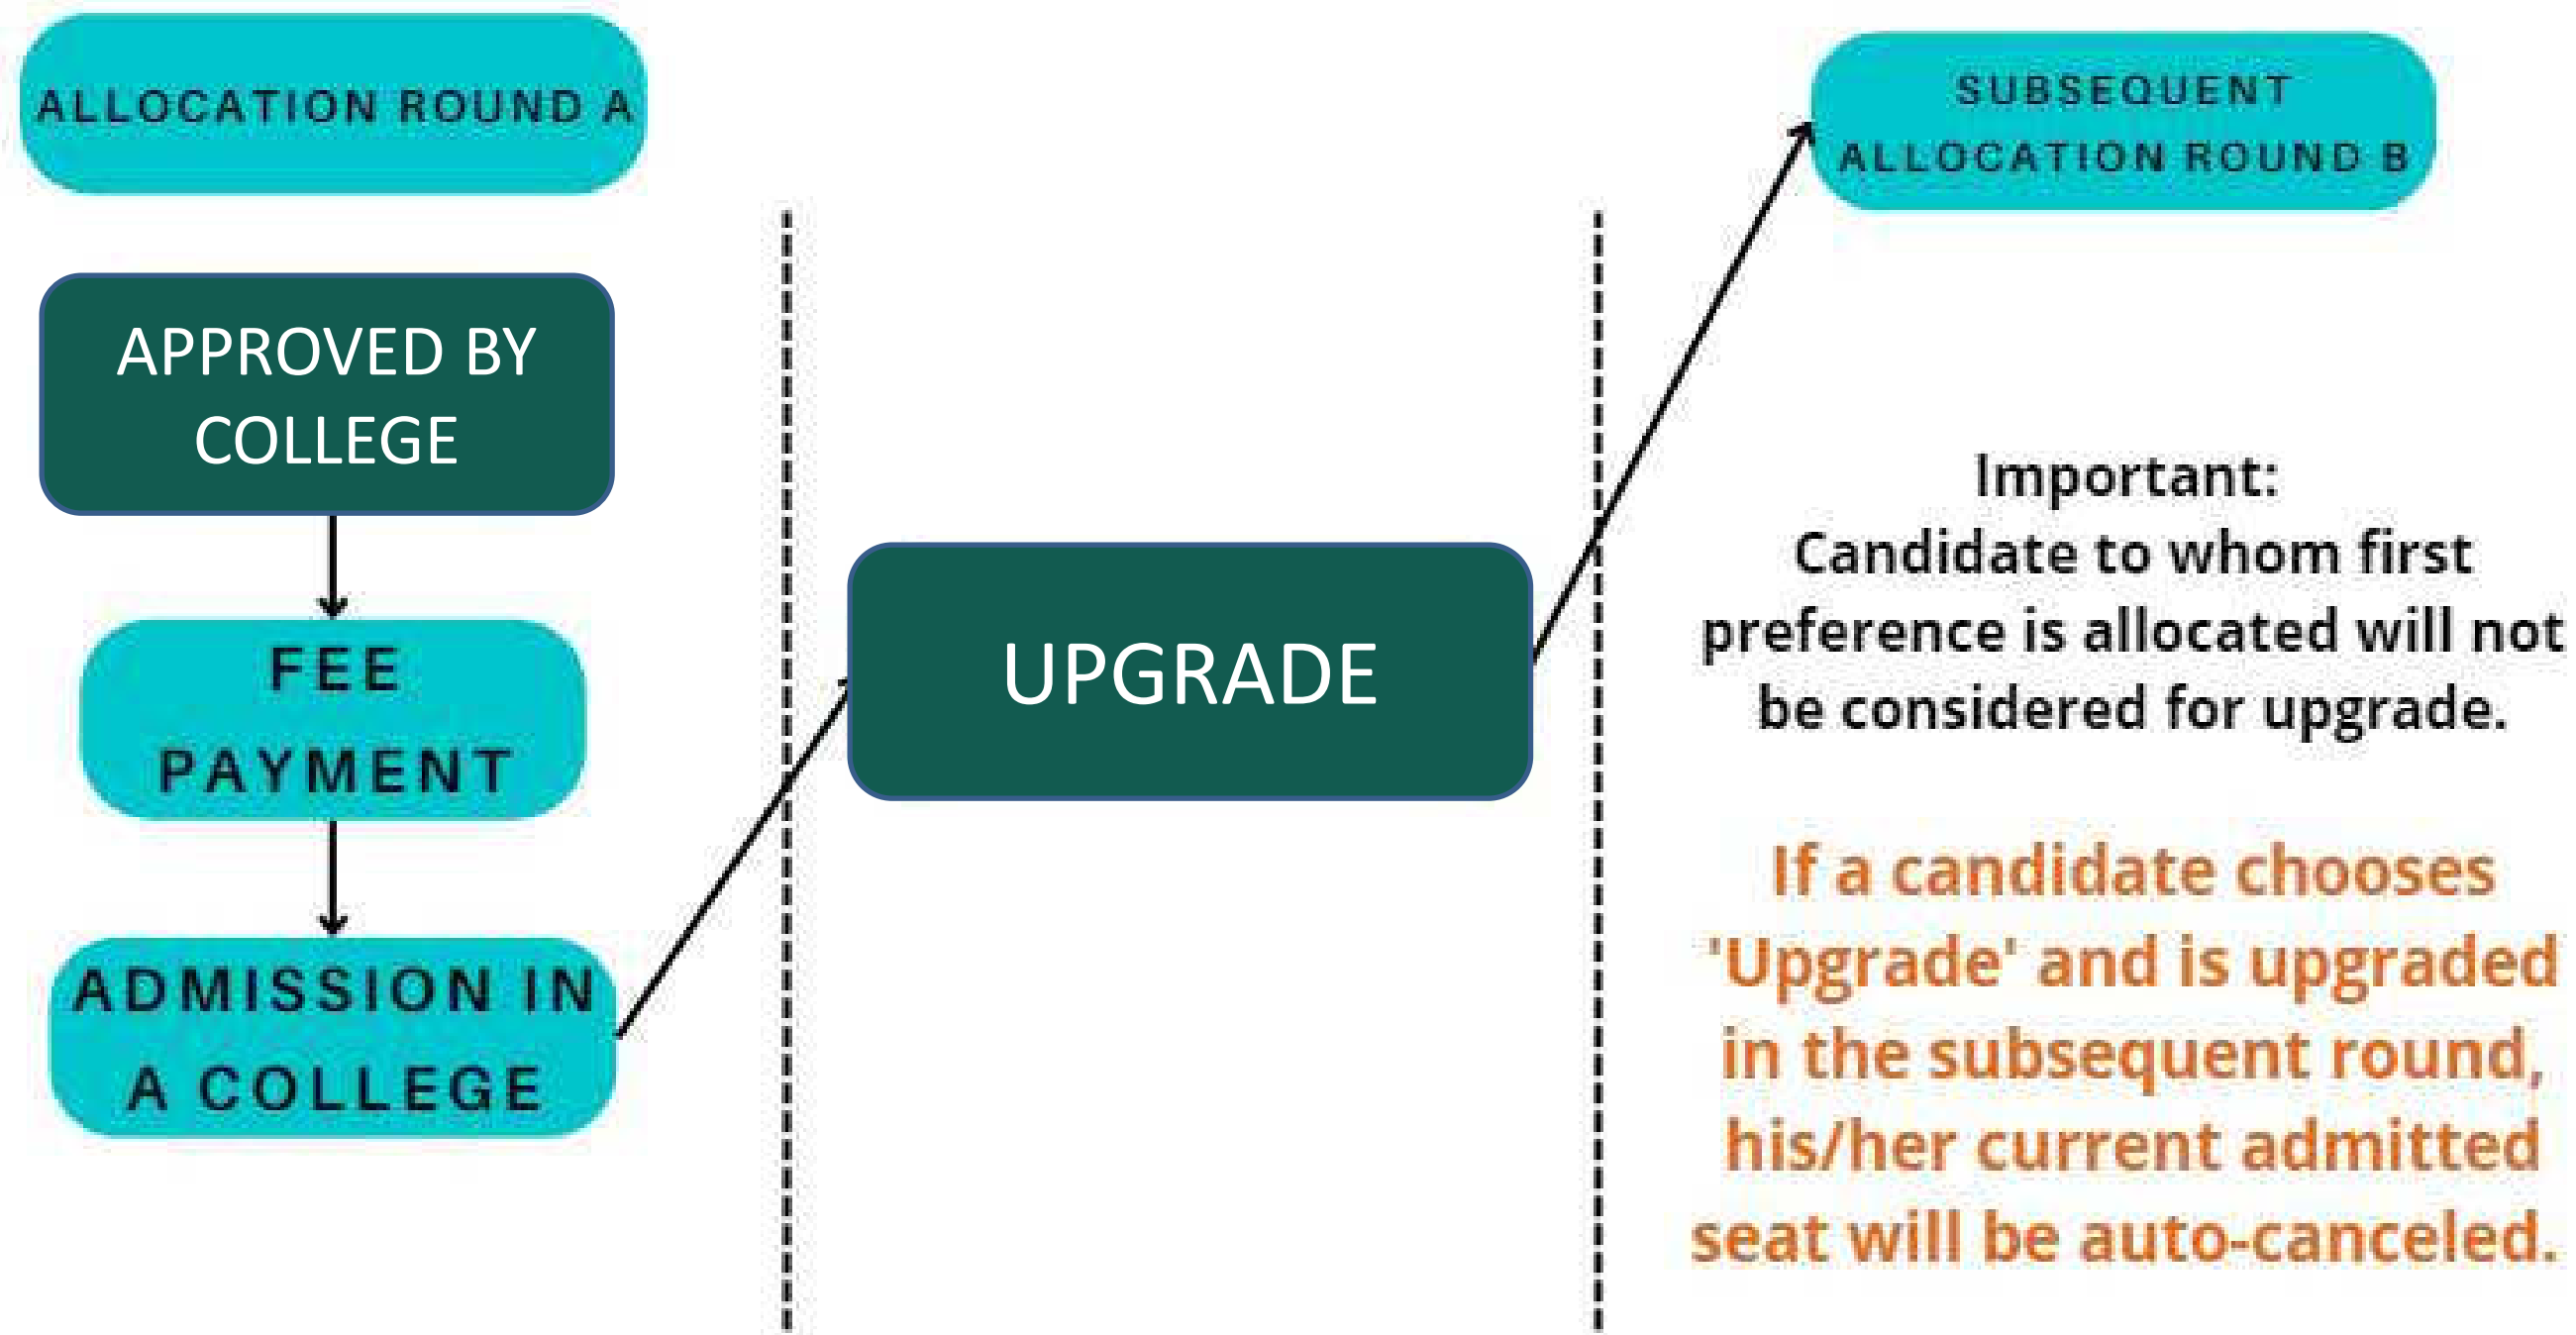 ALLOCATION ROUND A
APPROVED BY
COLLEGE
FEE
PAYMENT
ADMISSION IN
A COLLEGE
UPGRADE
SUBSEQUENT
ALLOCATION ROUND B
Important:
Candidate to whom first
preference is allocated will not
be considered for upgrade.
If a candidate chooses
'Upgrade' and is upgraded
in the subsequent round,
his/her current admitted
seat will be auto-canceled.